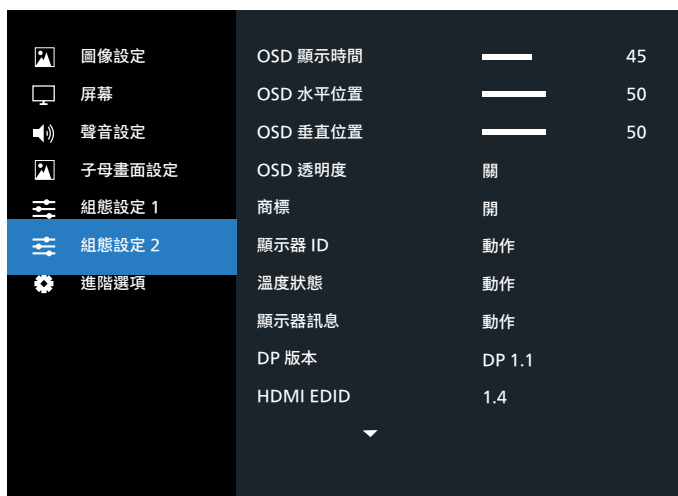 圖像設定
屏幕
聲音設定
子母畫面設定
組態設定 1
組態設定 2
進階選項
OSD 顯示時間 45
OSD 水平位置 50
OSD 垂直位置 50
OSD 透明度 關
商標 開
顯示器 ID 動作
溫度狀態 動作
顯示器訊息 動作
DP 版本 DP 1.1
HDMI EDID 1.4